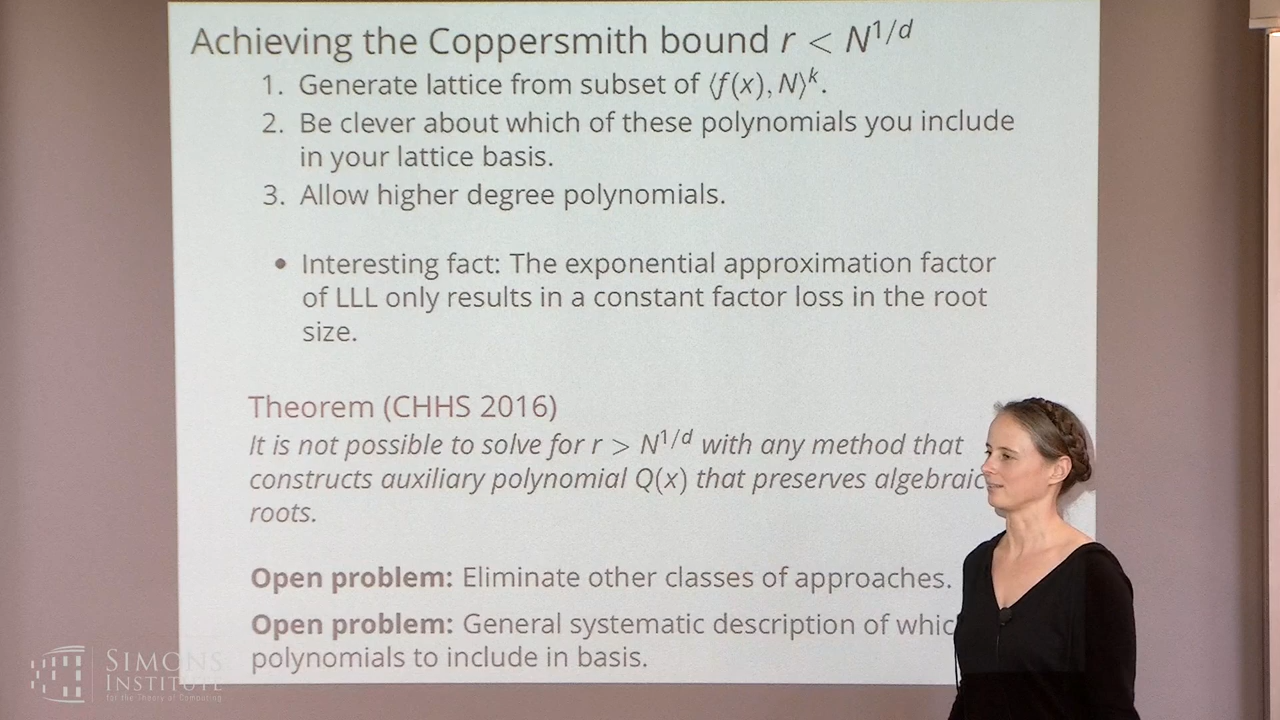 Achieving the Coppersmith bound r < N^{1/d}
1. Generate lattice from subset of ⟨f(x), N⟩^k.
2. Be clever about which of these polynomials you include
in your lattice basis.
3. Allow higher degree polynomials.
• Interesting fact: The exponential approximation factor
of LLL only results in a constant factor loss in the root
size.
Theorem (CHHS 2016)
It is not possible to solve for r > N^{1/d} with any method that
constructs auxiliary polynomial Q(x) that preserves algebraic
roots.
Open problem: Eliminate other classes of approaches.
Open problem: General systematic description of whic
polynomials to include in basis.
SIMONS
INSTITUTE
for the Theory of Computing